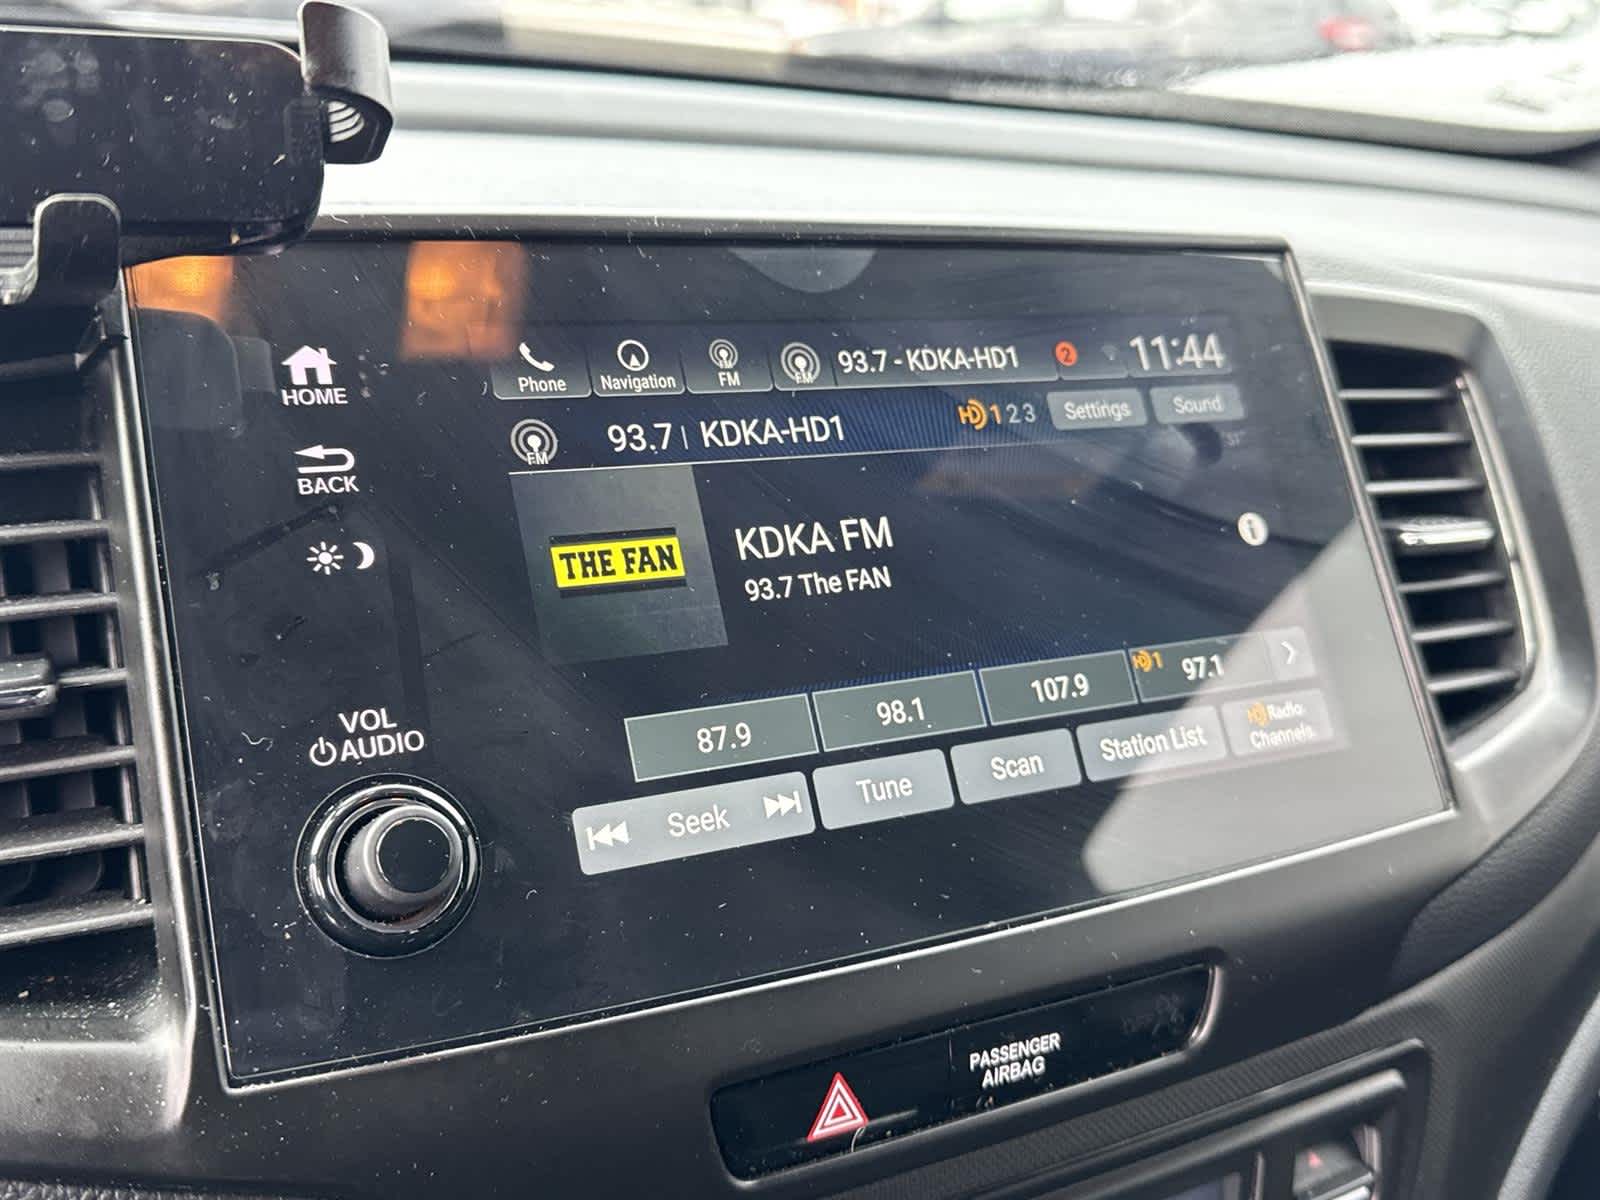 HOME
BACK
VOL
AUDIO
Phone
Navigation
FM
FM
93.7 - KDKA-HD1
2
11:44
FM
93.7 | KDKA-HD1
HD 1 2 3
Settings
Sound
THE FAN
KDKA FM
93.7 The FAN
i
87.9
98.1
107.9
HD 1
97.1
Seek
Tune
Scan
Station List
HD Radio
Channels
PASSENGER
AIRBAG